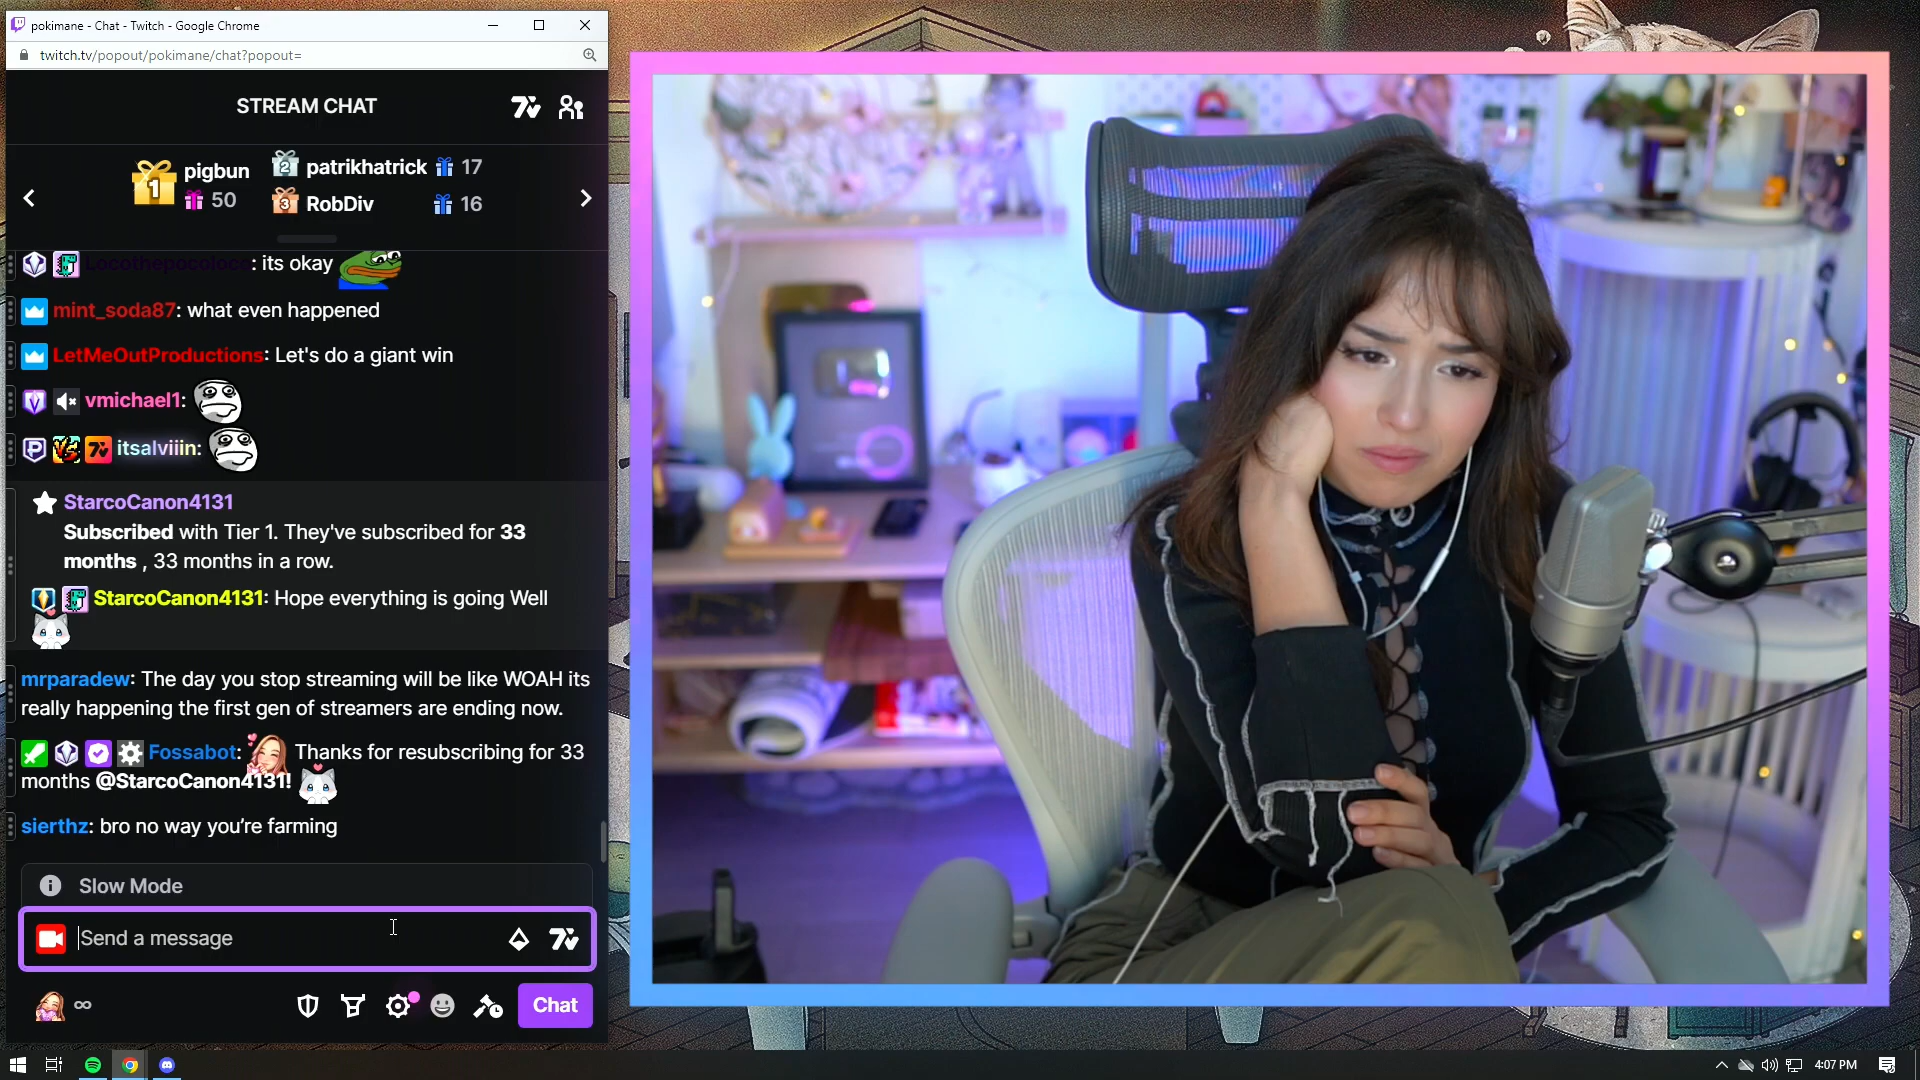 pokimane - Chat - Twitch - Google Chrome
twitch.tv/popout/pokimane/chat?popout=
STREAM CHAT
1 pigbun 50
2 patrikhatrick 17
3 RobDiv 16
Locothepocoloco: its okay
mint_soda87: what even happened
LetMeOutProductions: Let's do a giant win
vmichael1:
itsalviiin:
StarcoCanon4131
Subscribed with Tier 1. They've subscribed for 33
months , 33 months in a row.
StarcoCanon4131: Hope everything is going Well
mrparadew: The day you stop streaming will be like WOAH its
really happening the first gen of streamers are ending now.
Fossabot: Thanks for resubscribing for 33
months @StarcoCanon4131!
sierthz: bro no way you’re farming
Slow Mode
Send a message
∞
Chat
4:07 PM